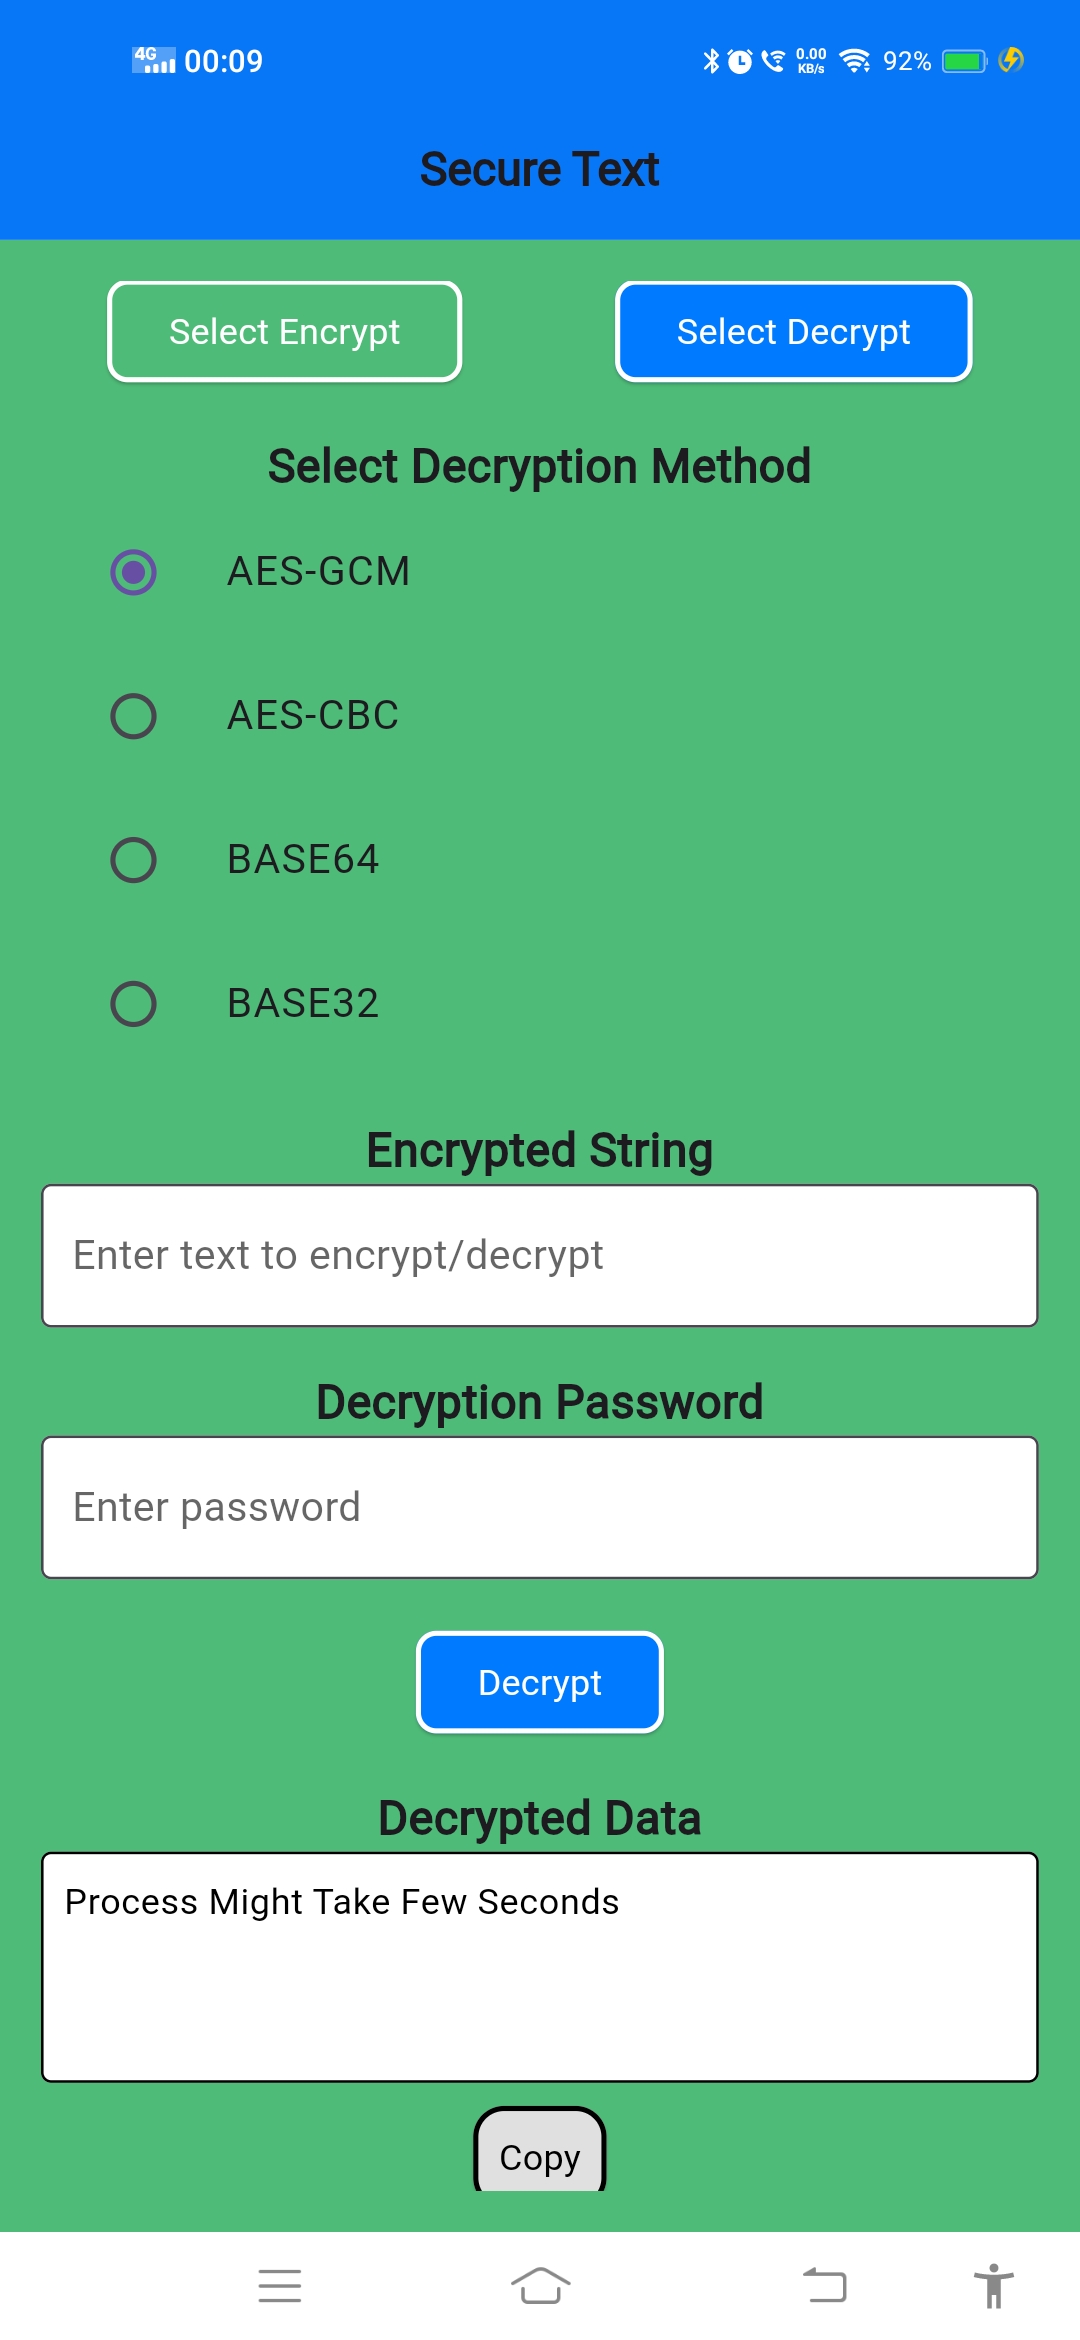 4G 00:09 0.00 KB/s 92%
Secure Text
Select Encrypt Select Decrypt
Select Decryption Method
AES-GCM
AES-CBC
BASE64
BASE32
Encrypted String
Enter text to encrypt/decrypt
Decryption Password
Enter password
Decrypt
Decrypted Data
Process Might Take Few Seconds
Copy